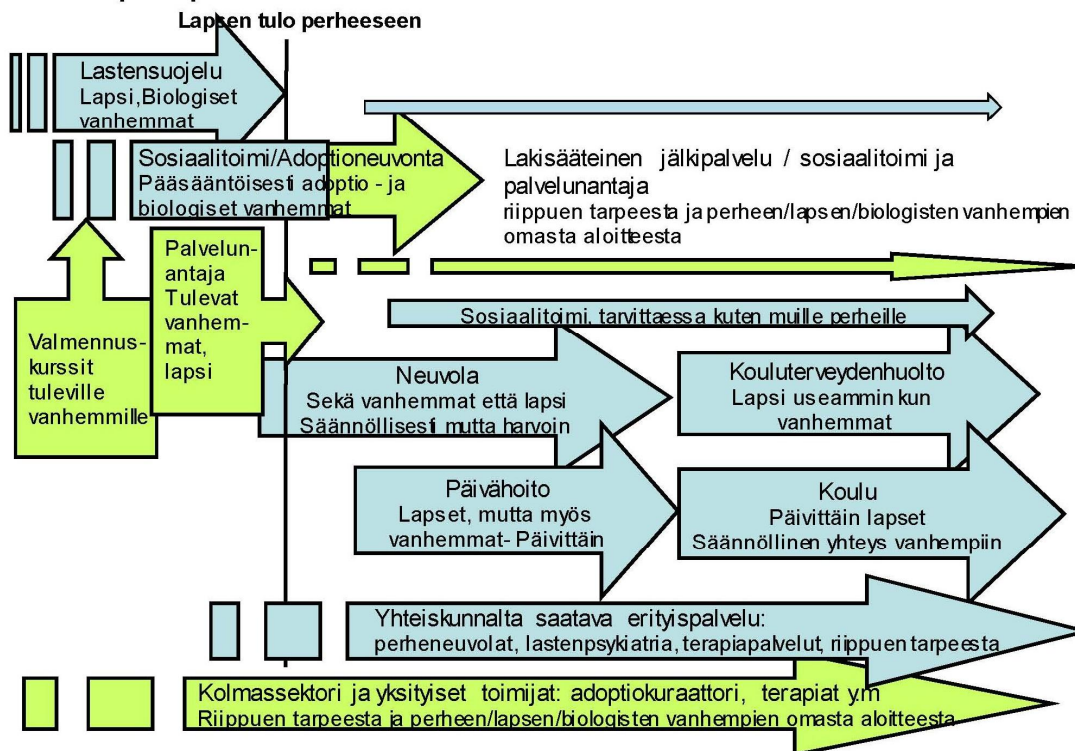 Lapsen tulo perheeseen
Lastensuojelu
Lapsi,Biologiset
vanhemmat
Sosiaalitoimi/Adoptioneuvonta
Pääsääntöisesti adoptio - ja
biologiset vanhemmat
Lakisääteinen jälkipalvelu / sosiaalitoimi ja
palvelunantaja
riippuen tarpeesta ja perheen/lapsen/biologisten vanhempien
omasta aloitteesta
Palvelun-
antaja
Tulevat
vanhem-
mat,
lapsi
Valmennus-
kurssit
tuleville
vanhemmille
Sosiaalitoimi, tarvittaessa kuten muille perheille
Neuvola
Sekä vanhemmat että lapsi
Säännöllisesti mutta harvoin
Kouluterveydenhuolto
Lapsi useammin kun
vanhemmat
Päivähoito
Lapset, mutta myös
vanhemmat- Päivittäin
Koulu
Päivittäin lapset
Säännöllinen yhteys vanhempiin
Yhteiskunnalta saatava erityispalvelu:
perheneuvolat, lastenpsykiatria, terapiapalvelut, riippuen tarpeesta
Kolmassektori ja yksityiset toimijat: adoptiokuraattori, terapiat y.m
Riippuen tarpeesta ja perheen/lapsen/biologisten vanhempien omasta aloitteesta